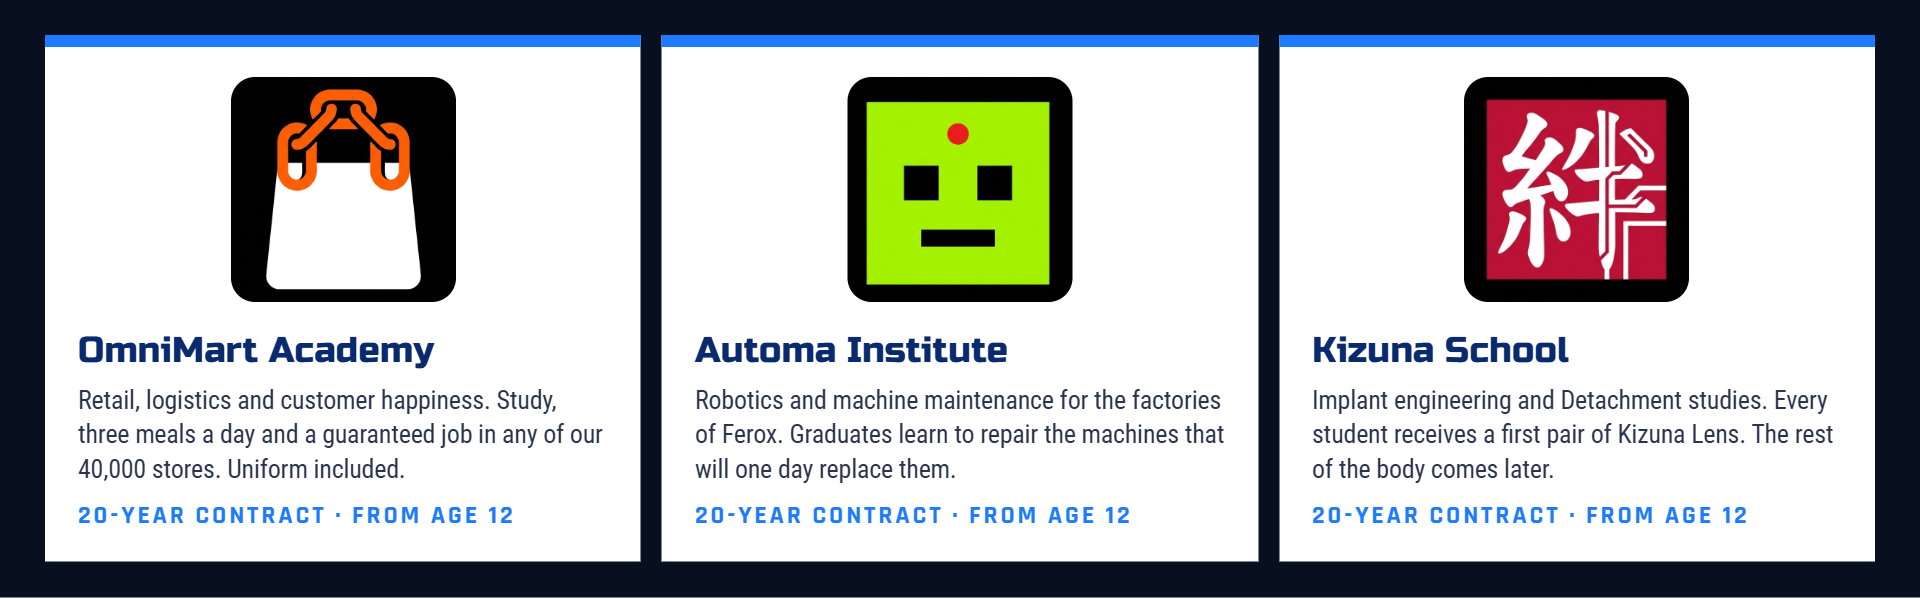 絆
OmniMart Academy
Retail, logistics and customer happiness. Study,
three meals a day and a guaranteed job in any of our
40,000 stores. Uniform included.
20-YEAR CONTRACT · FROM AGE 12
Automa Institute
Robotics and machine maintenance for the factories
of Ferox. Graduates learn to repair the machines that
will one day replace them.
20-YEAR CONTRACT · FROM AGE 12
Kizuna School
Implant engineering and Detachment studies. Every
student receives a first pair of Kizuna Lens. The rest
of the body comes later.
20-YEAR CONTRACT · FROM AGE 12